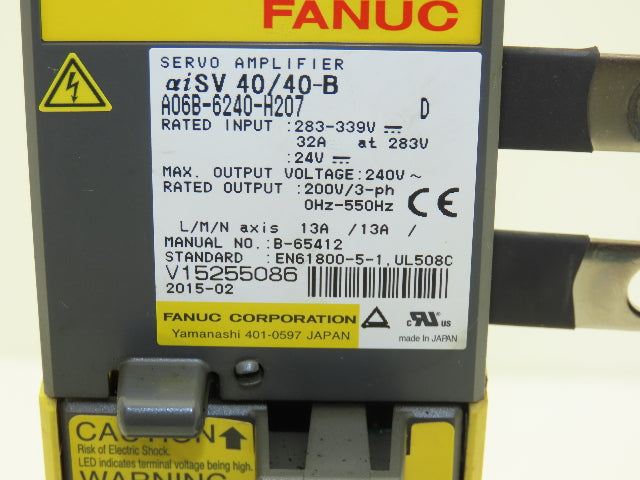 FANUC
SERVO AMPLIFIER
αiSV 40/40-B
A06B-6240-H207 D
RATED INPUT :283-339V ⎓
32A at 283V
:24V ⎓
MAX. OUTPUT VOLTAGE:240V~
RATED OUTPUT :200V/3-ph
0Hz-550Hz
CE
L/M/N axis 13A /13A /
MANUAL NO.:B-65412
STANDARD :EN61800-5-1,UL508C
V15255086
2015-02
FANUC CORPORATION
Yamanashi 401-0597 JAPAN
c RU US
made in JAPAN
CAUTION
Risk of Electric Shock.
LED indicates terminal voltage being high.
WARNING